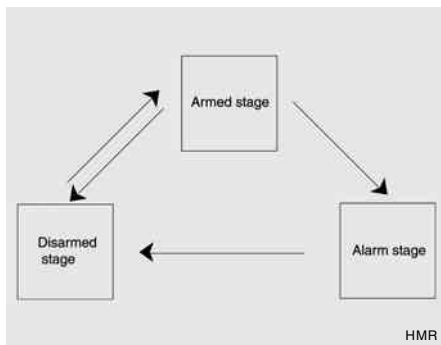 Armed stage
Disarmed
stage
Alarm stage
HMR